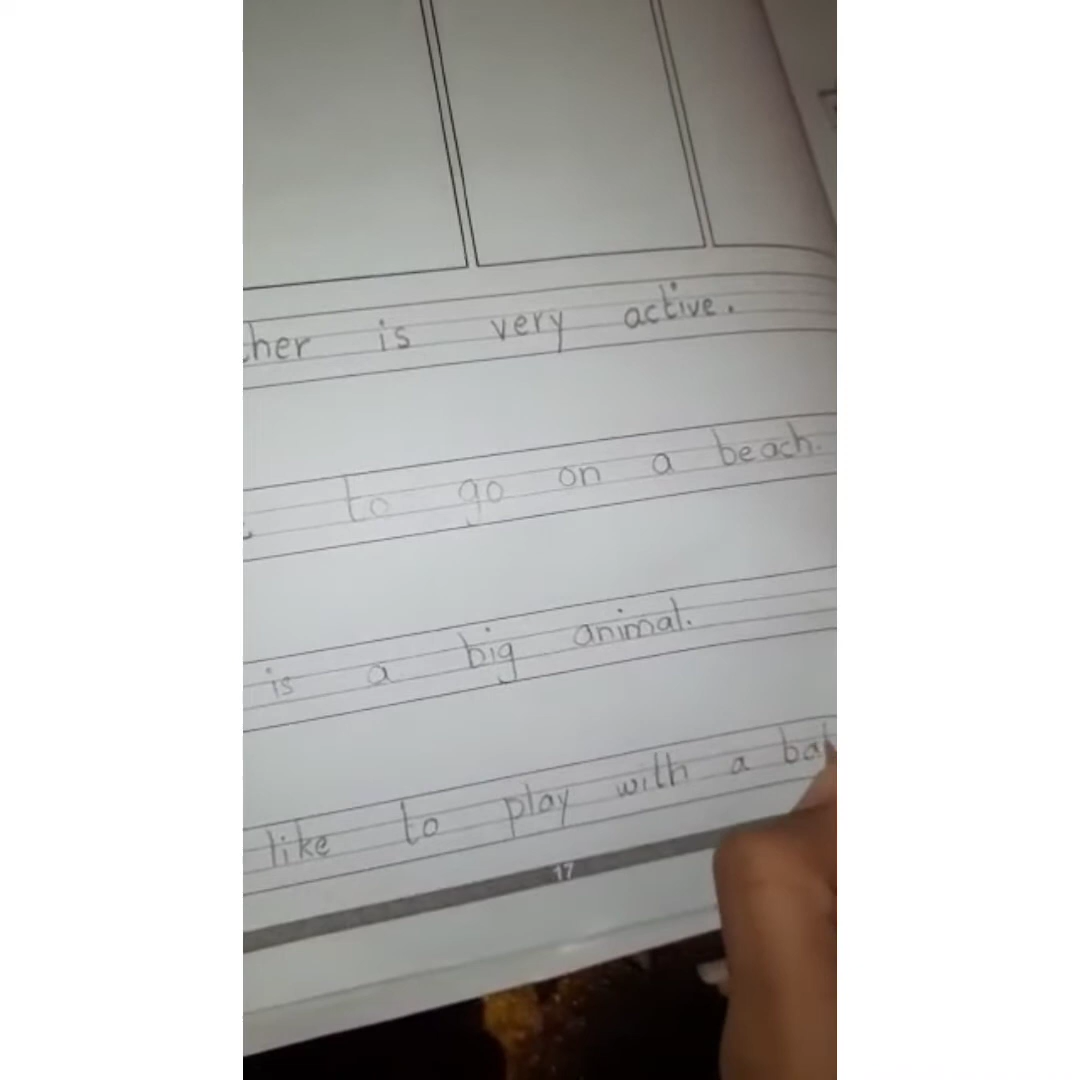 her is very active.
to go on a beach.
is a big animal.
like to play with a
17